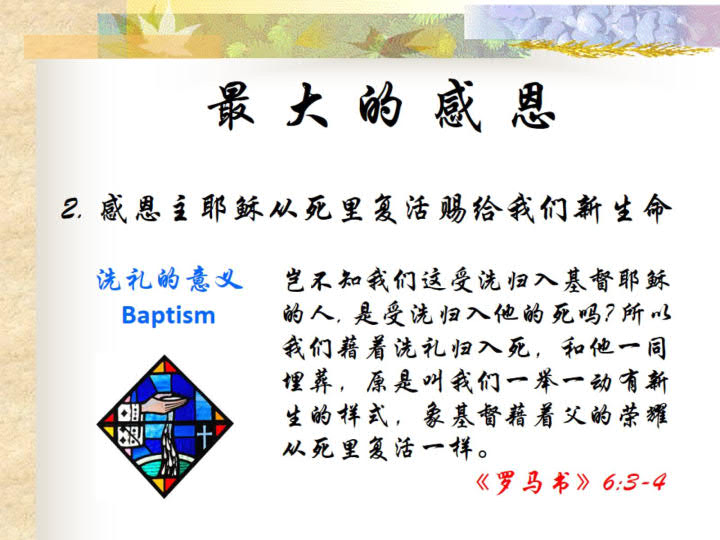 最大的感恩
2. 感恩主耶稣从死里复活赐给我们新生命
洗礼的意义
Baptism
岂不知我们这受洗归入基督耶稣
的人, 是受洗归入他的死吗?所以
我们藉着洗礼归入死，和他一同
埋葬，原是叫我们一举一动有新
生的样式，象基督藉着父的荣耀
从死里复活一样。
《罗马书》6:3-4